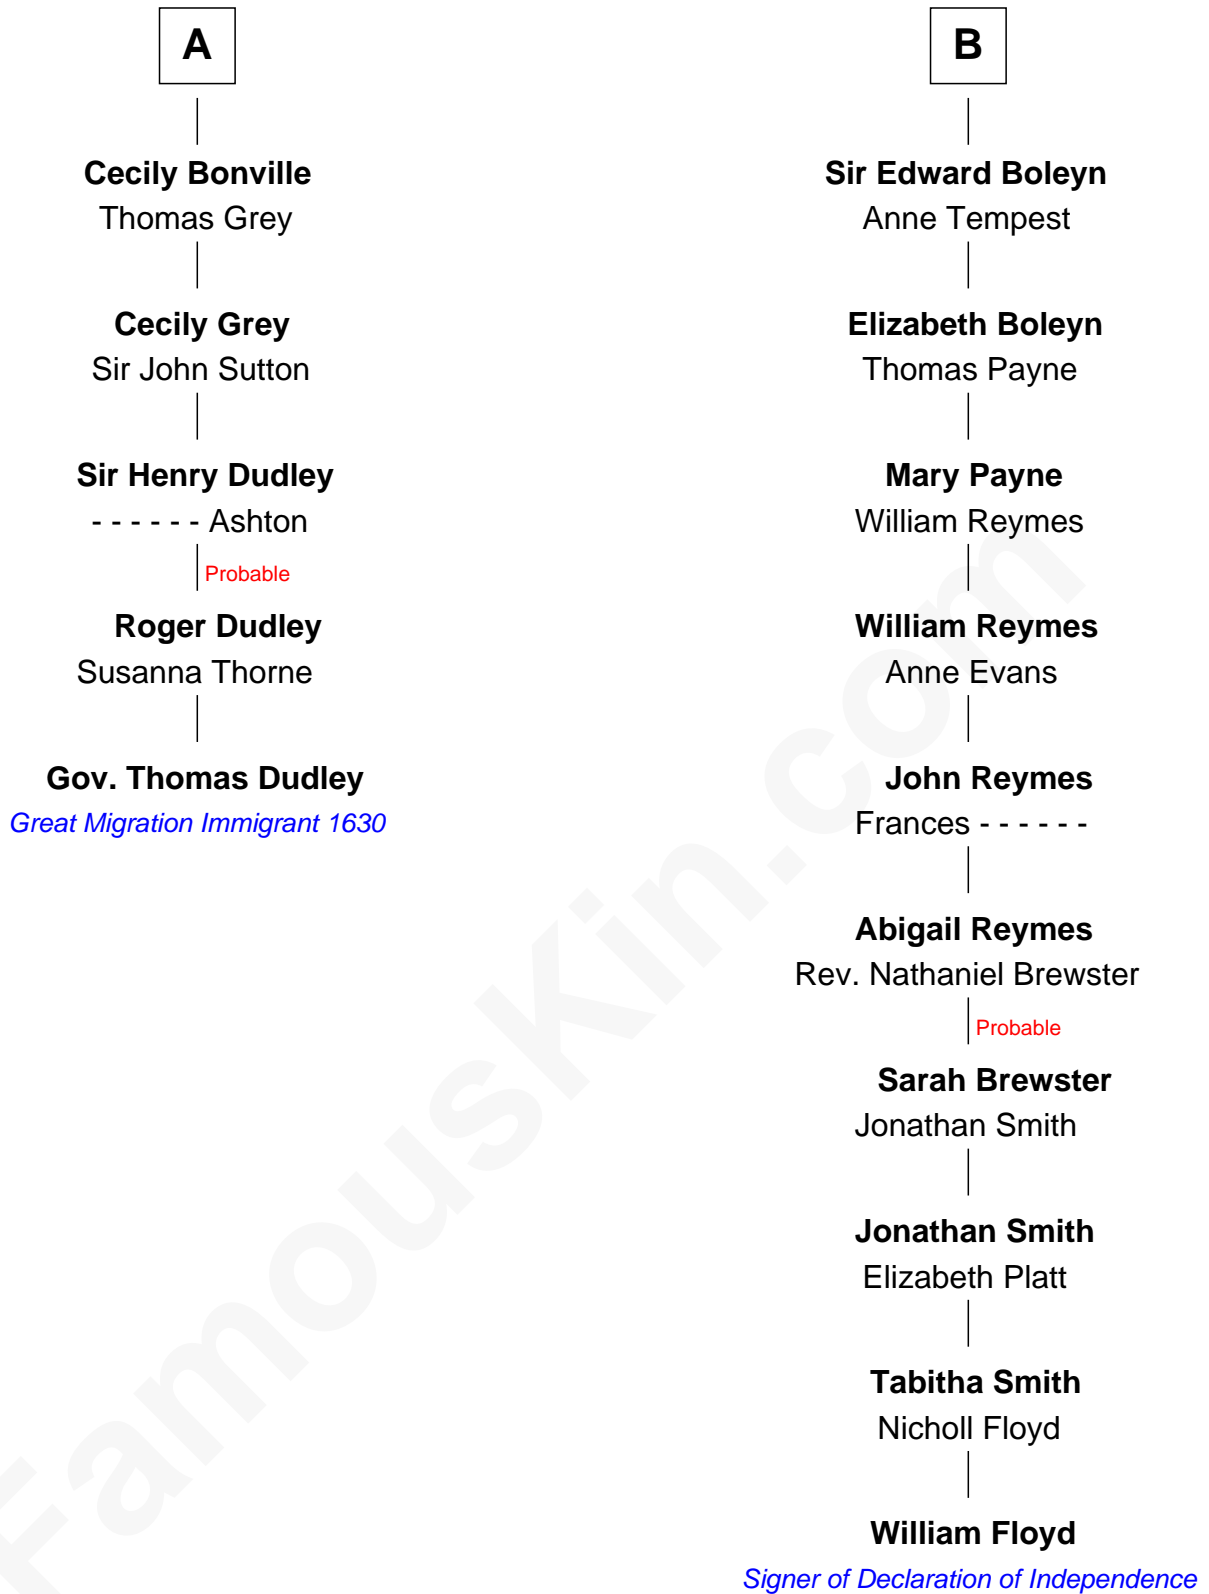 A
Cecily Bonville
Thomas Grey
Cecily Grey
Sir John Sutton
Sir Henry Dudley
- - - - - - Ashton
Probable
Roger Dudley
Susanna Thorne
Gov. Thomas Dudley
Great Migration Immigrant 1630
B
Sir Edward Boleyn
Anne Tempest
Elizabeth Boleyn
Thomas Payne
Mary Payne
William Reymes
William Reymes
Anne Evans
John Reymes
Frances - - - - - -
Abigail Reymes
Rev. Nathaniel Brewster
Probable
Sarah Brewster
Jonathan Smith
Jonathan Smith
Elizabeth Platt
Tabitha Smith
Nicholl Floyd
William Floyd
Signer of Declaration of Independence
FamousKin.com